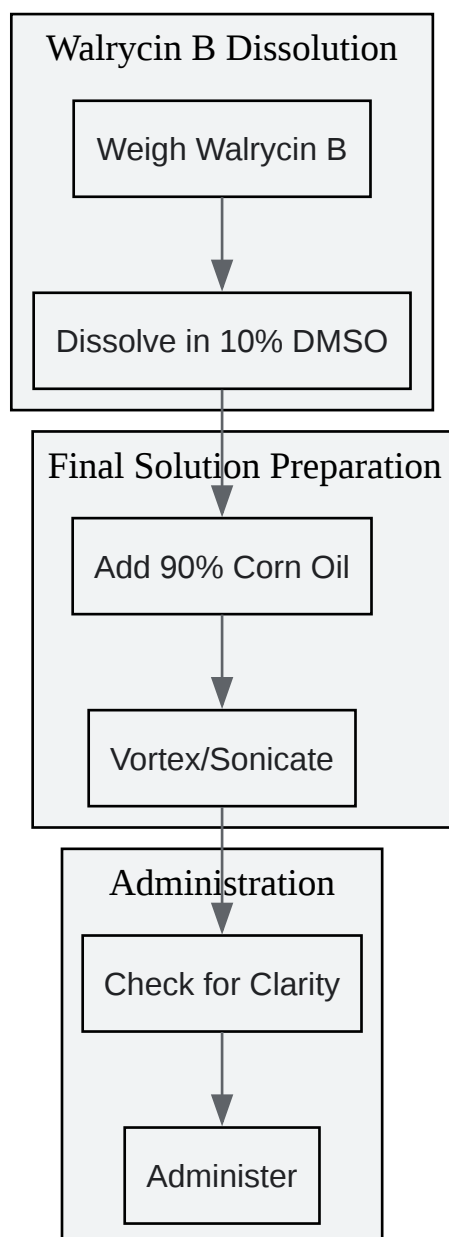 Walrycin B Dissolution
Weigh Walrycin B
Dissolve in 10% DMSO
Final Solution Preparation
Add 90% Corn Oil
Vortex/Sonicate
Administration
Check for Clarity
Administer